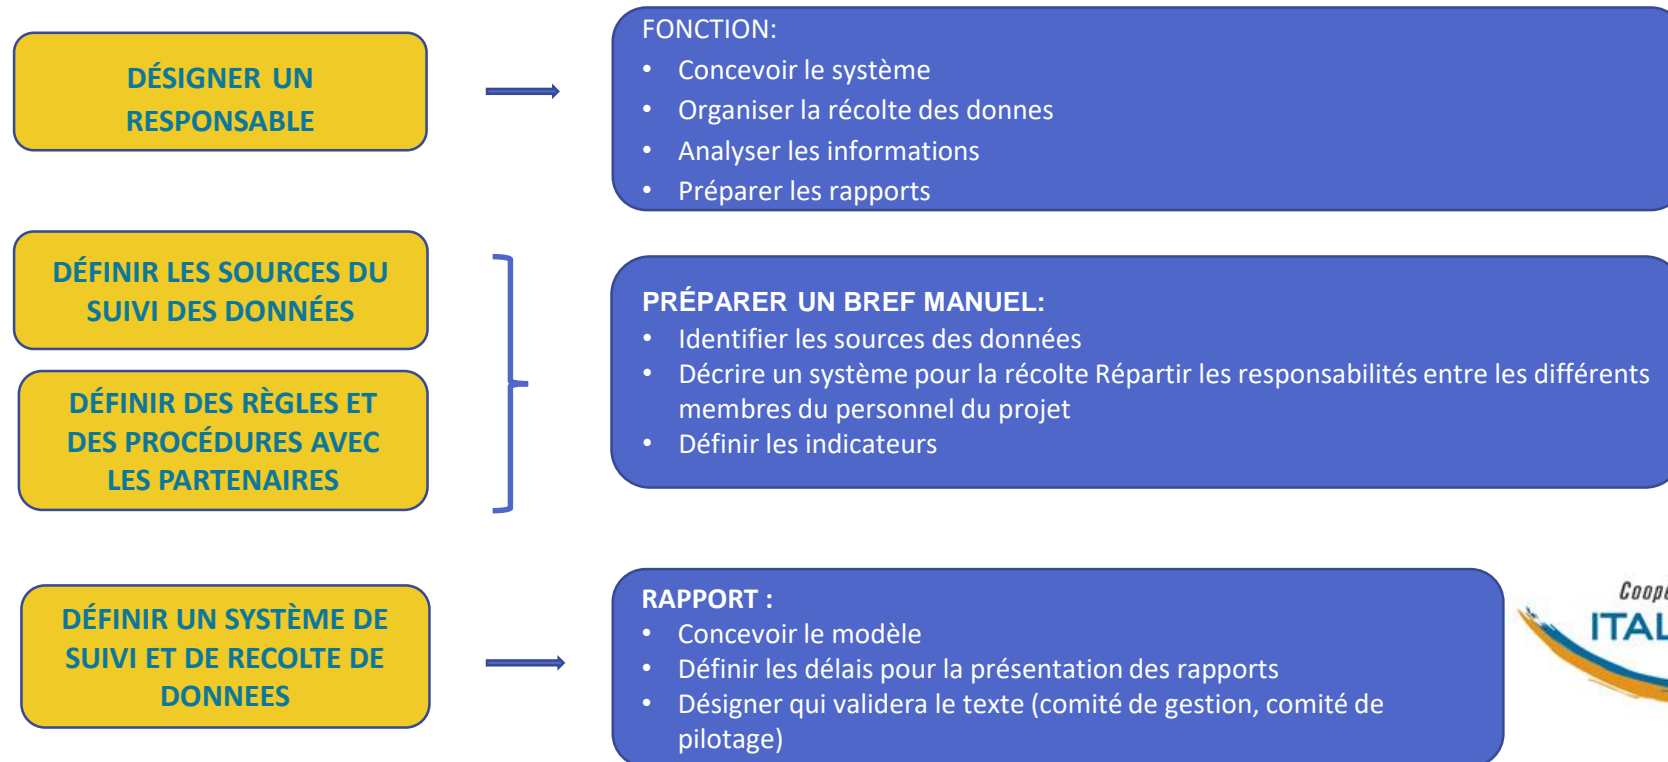 DÉSIGNER UN
RESPONSABLE
FONCTION:
• Concevoir le système
• Organiser la récolte des donnes
• Analyser les informations
• Préparer les rapports
DÉFINIR LES SOURCES DU
SUIVI DES DONNÉES
DÉFINIR DES RÈGLES ET
DES PROCÉDURES AVEC
LES PARTENAIRES
PRÉPARER UN BREF MANUEL:
• Identifier les sources des données
• Décrire un système pour la récolte Répartir les responsabilités entre les différents
membres du personnel du projet
• Définir les indicateurs
DÉFINIR UN SYSTÈME DE
SUIVI ET DE RECOLTE DE
DONNEES
RAPPORT :
• Concevoir le modèle
• Définir les délais pour la présentation des rapports
• Désigner qui validera le texte (comité de gestion, comité de
pilotage)
Coopé
ITAL